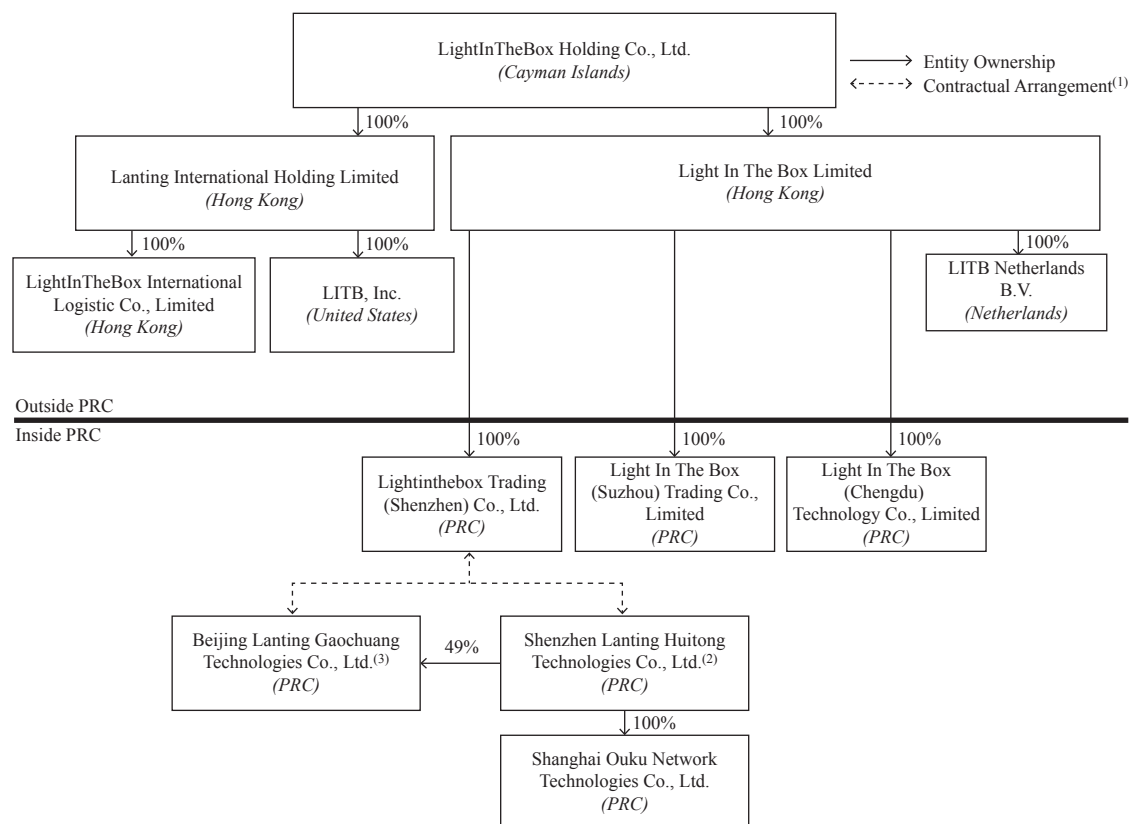 LightInTheBox Holding Co., Ltd.
(Cayman Islands)
Entity Ownership
Contractual Arrangement(1)
100%
100%
Lanting International Holding Limited
(Hong Kong)
Light In The Box Limited
(Hong Kong)
100%
100%
100%
LightInTheBox International
Logistic Co., Limited
(Hong Kong)
LITB, Inc.
(United States)
LITB Netherlands
B.V.
(Netherlands)
Outside PRC
Inside PRC
100%
100%
100%
Lightinthebox Trading
(Shenzhen) Co., Ltd.
(PRC)
Light In The Box
(Suzhou) Trading Co.,
Limited
(PRC)
Light In The Box
(Chengdu)
Technology Co., Limited
(PRC)
Beijing Lanting Gaochuang
Technologies Co., Ltd.(3)
(PRC)
49%
Shenzhen Lanting Huitong
Technologies Co., Ltd.(2)
(PRC)
100%
Shanghai Ouku Network
Technologies Co., Ltd.
(PRC)